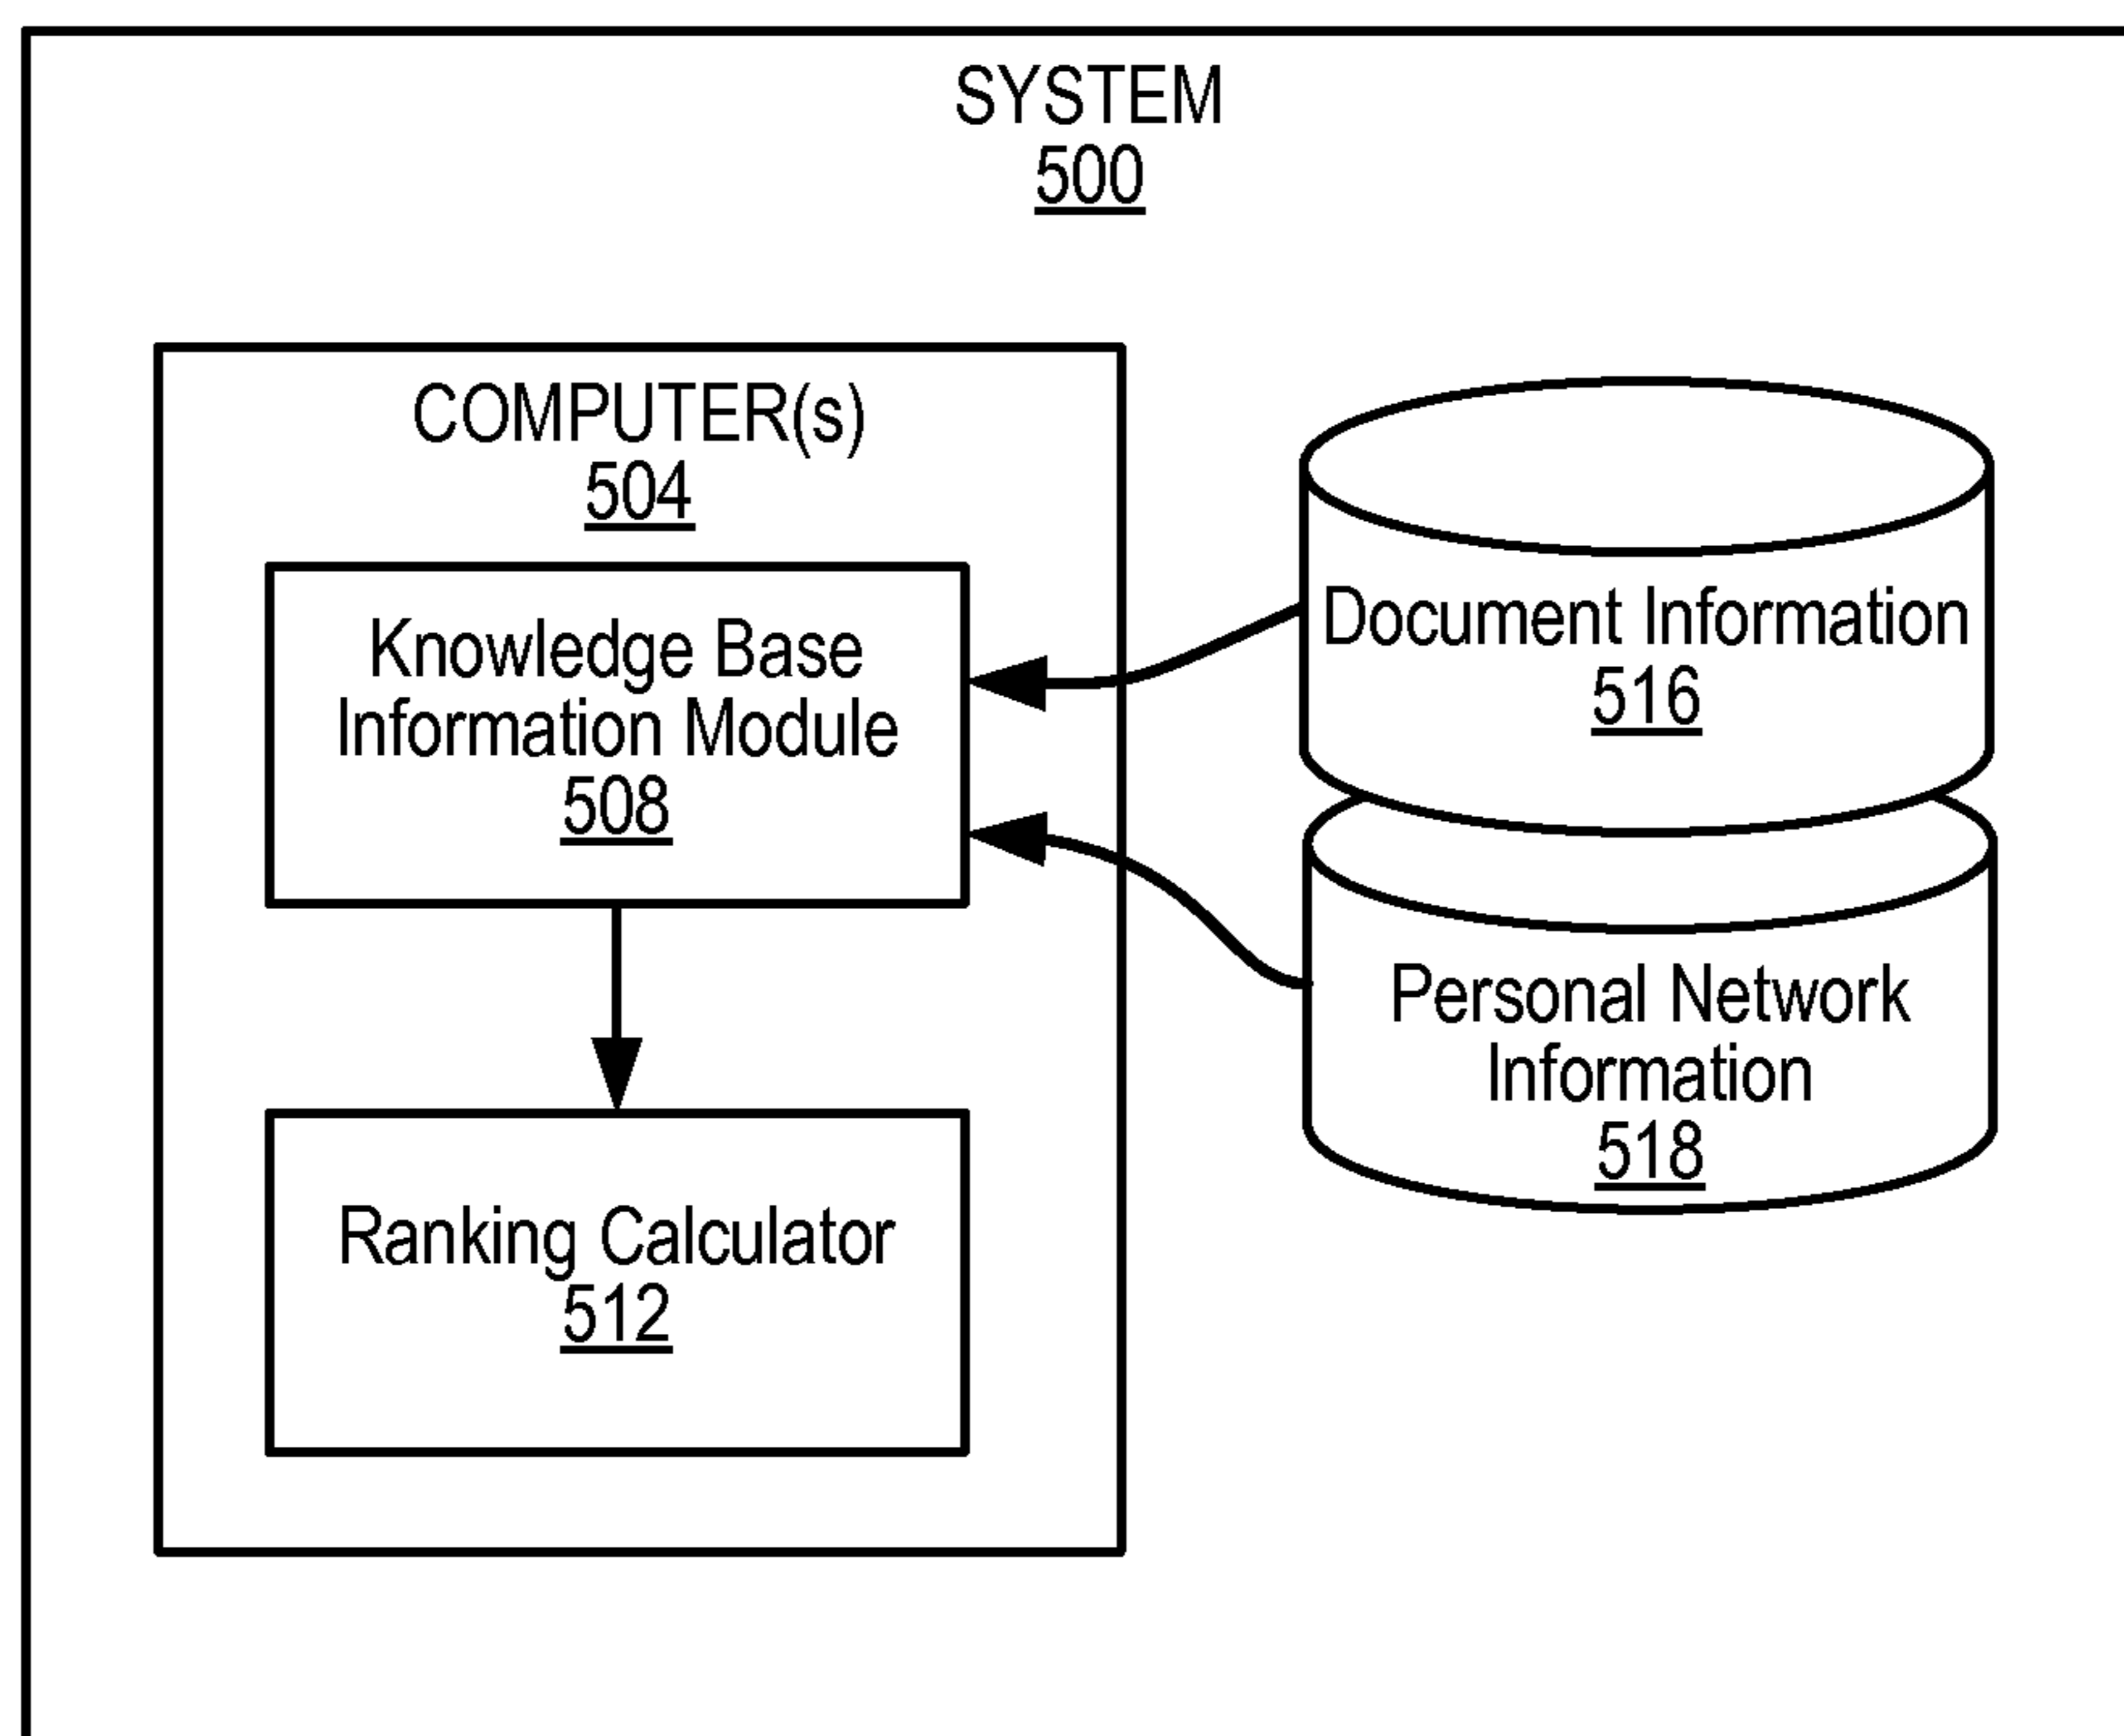 SYSTEM
500
COMPUTER(s)
504
Knowledge Base
Information Module
508
Ranking Calculator
512
Document Information
516
Personal Network
Information
518